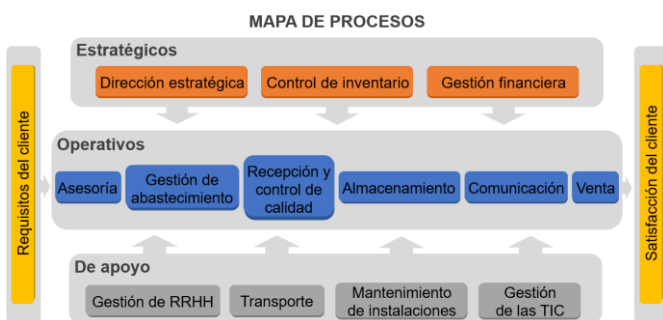 MAPA DE PROCESOS
Estratégicos
Dirección estratégica
Control de inventario
Gestión financiera
Requisitos del cliente
Operativos
Asesoría
Gestión de
abastecimiento
Recepción y
control de
calidad
Almacenamiento
Comunicación
Venta
Satisfacción del cliente
De apoyo
Gestión de RRHH
Transporte
Mantenimiento
de instalaciones
Gestión
de las TIC